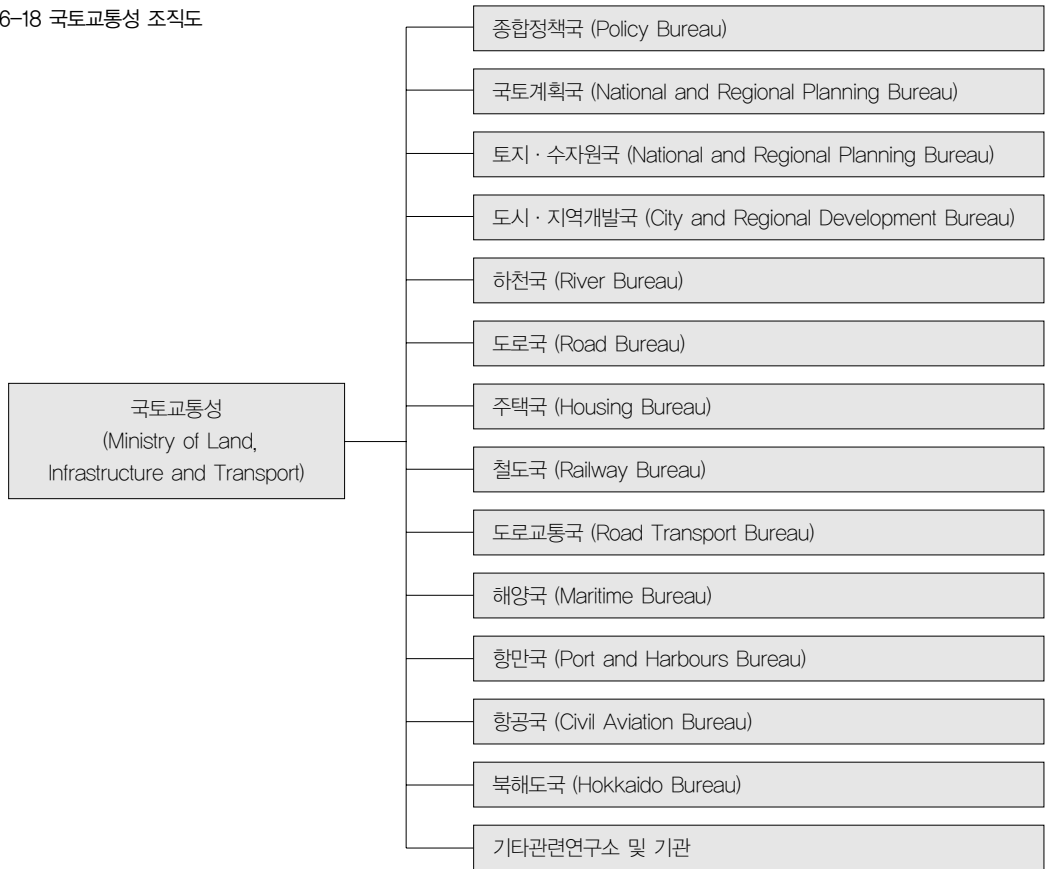 6-18 국토교통성 조직도
종합정책국 (Policy Bureau)
국토계획국 (National and Regional Planning Bureau)
토지 · 수자원국 (National and Regional Planning Bureau)
도시 · 지역개발국 (City and Regional Development Bureau)
하천국 (River Bureau)
도로국 (Road Bureau)
국토교통성
(Ministry of Land,
Infrastructure and Transport)
주택국 (Housing Bureau)
철도국 (Railway Bureau)
도로교통국 (Road Transport Bureau)
해양국 (Maritime Bureau)
항만국 (Port and Harbours Bureau)
항공국 (Civil Aviation Bureau)
북해도국 (Hokkaido Bureau)
기타관련연구소 및 기관